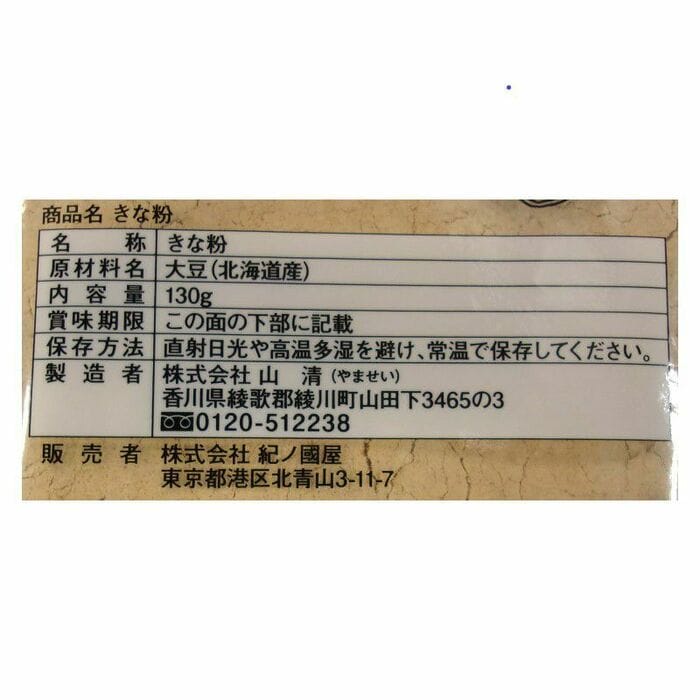 商品名 きな粉
名称 きな粉
原材料名 大豆(北海道産)
内容量 130g
賞味期限 この面の下部に記載
保存方法 直射日光や高温多湿を避け、常温で保存してください。
製造者 株式会社 山 清 (やませい)
香川県綾歌郡綾川町山田下3465の3
0120-512238
販売者 株式会社 紀ノ國屋
東京都港区北青山3-11-7